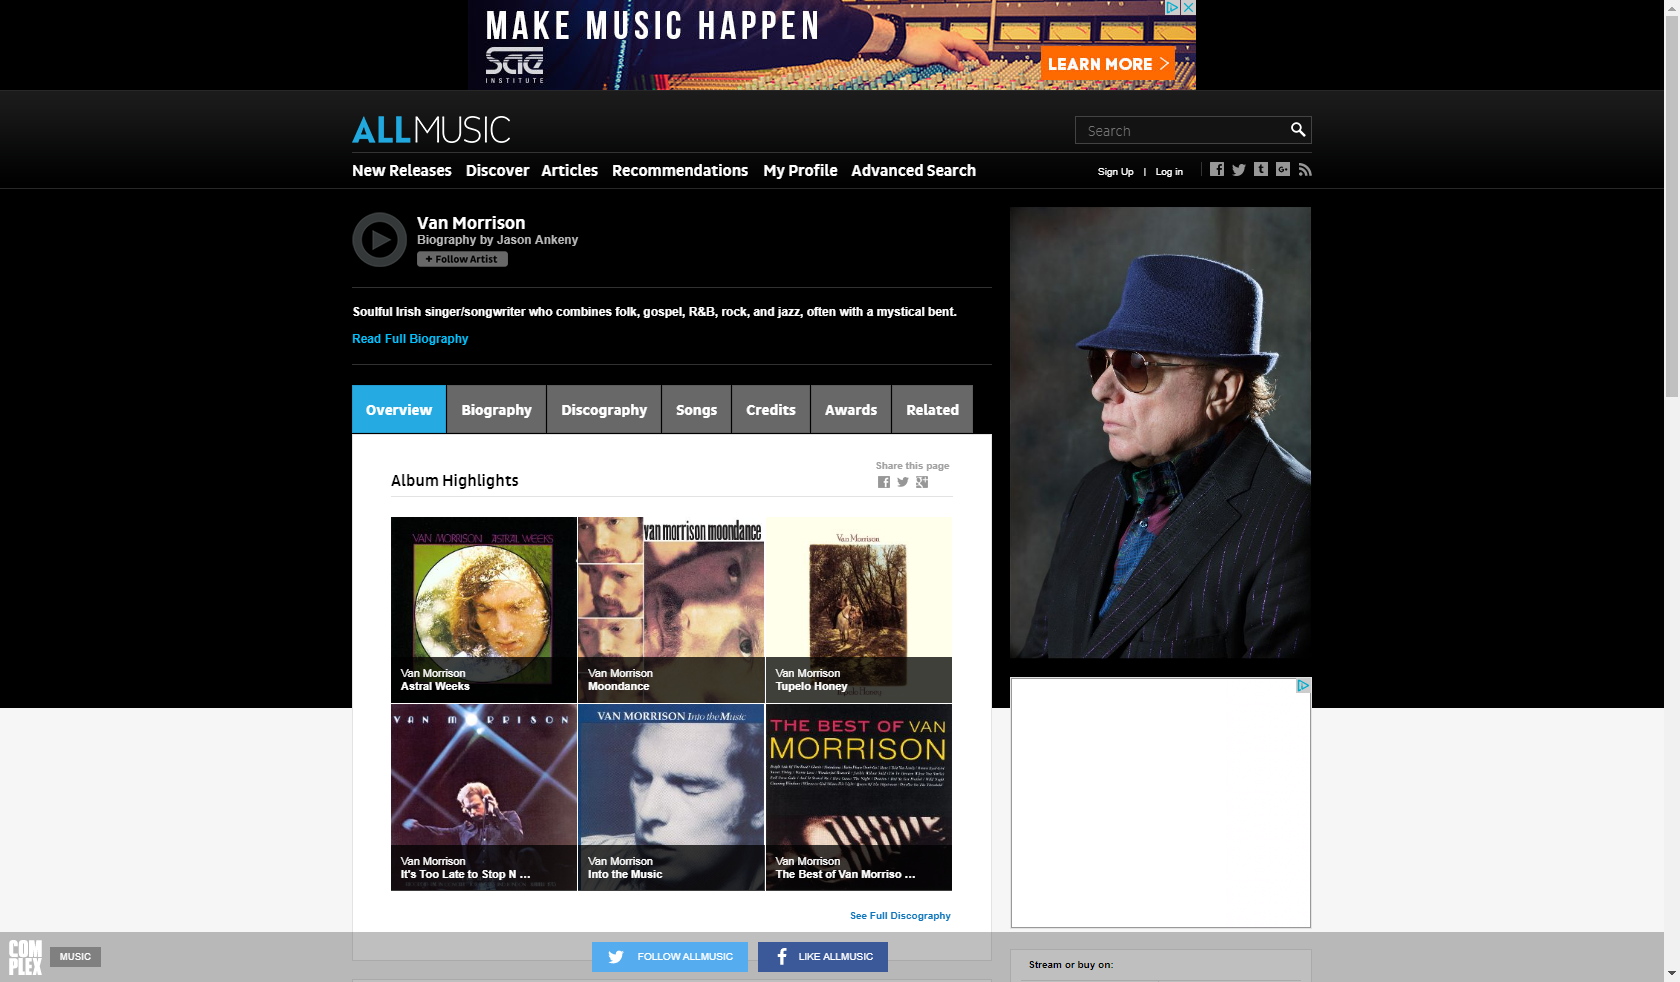 MAKE MUSIC HAPPEN
sae
INSTITUTE
LEARN MORE >
ALLMUSIC
Search
New Releases Discover Articles Recommendations My Profile Advanced Search
Sign Up | Log in
Van Morrison
Biography by Jason Ankeny
+ Follow Artist
Soulful Irish singer/songwriter who combines folk, gospel, R&B, rock, and jazz, often with a mystical bent.
Read Full Biography
Overview Biography Discography Songs Credits Awards Related
Share this page
Album Highlights
VAN MORRISON ASTRAL WEEKS
van morrison moondance
Van Morrison
Tupelo Honey
Van Morrison
Astral Weeks
Van Morrison
Moondance
Van Morrison
Tupelo Honey
VAN MORRISON
VAN MORRISON Into the Music
THE BEST OF VAN
MORRISON
Van Morrison
It's Too Late to Stop N ...
Van Morrison
Into the Music
Van Morrison
The Best of Van Morriso ...
See Full Discography
COMPLEX
MUSIC
FOLLOW ALLMUSIC
LIKE ALLMUSIC
Stream or buy on: